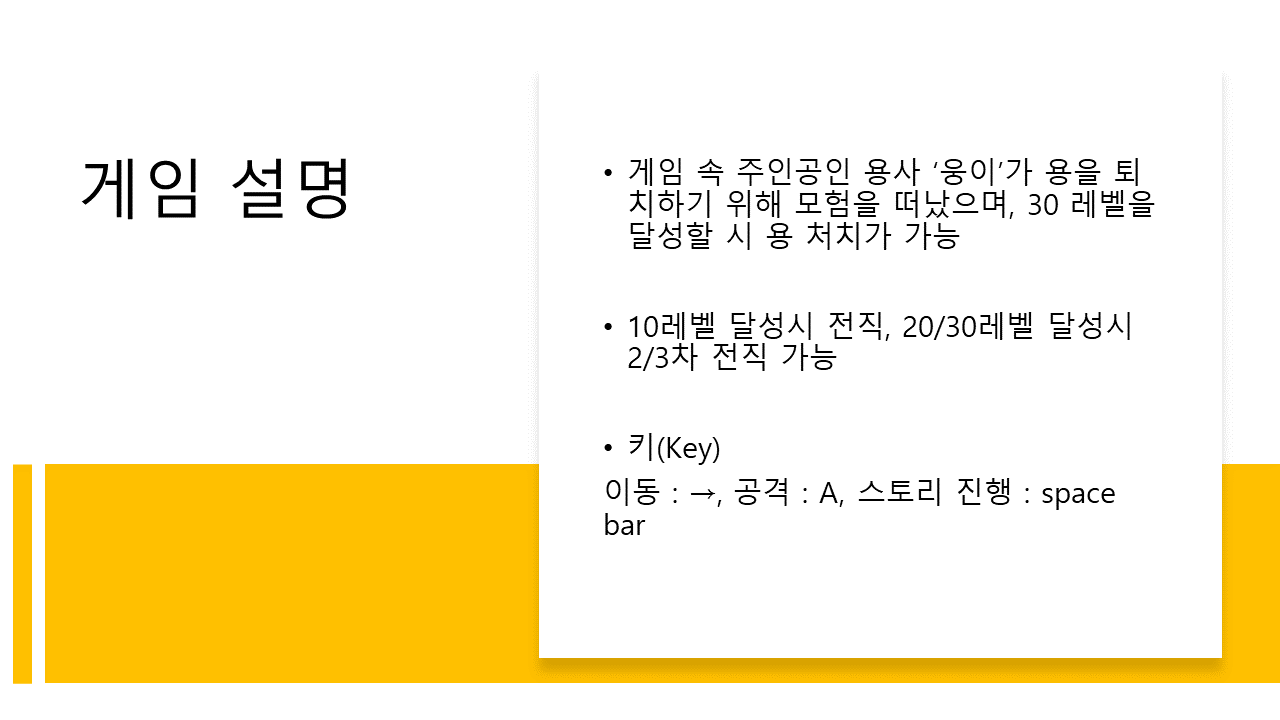 게임 설명
• 게임 속 주인공인 용사 ‘웅이’가 용을 퇴
치하기 위해 모험을 떠났으며, 30 레벨을
달성할 시 용 처치가 가능
• 10레벨 달성시 전직, 20/30레벨 달성시
2/3차 전직 가능
• 키(Key)
이동 : →, 공격 : A, 스토리 진행 : space
bar